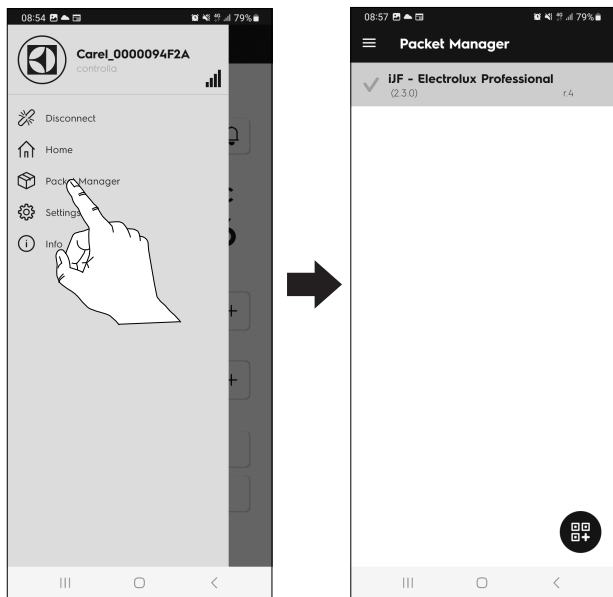 08:54
79%
Carel_0000094F2A
controlla
Disconnect
Home
Packet Manager
Settings
Info
08:57
79%
Packet Manager
iJF - Electrolux Professional
(2.3.0) r.4